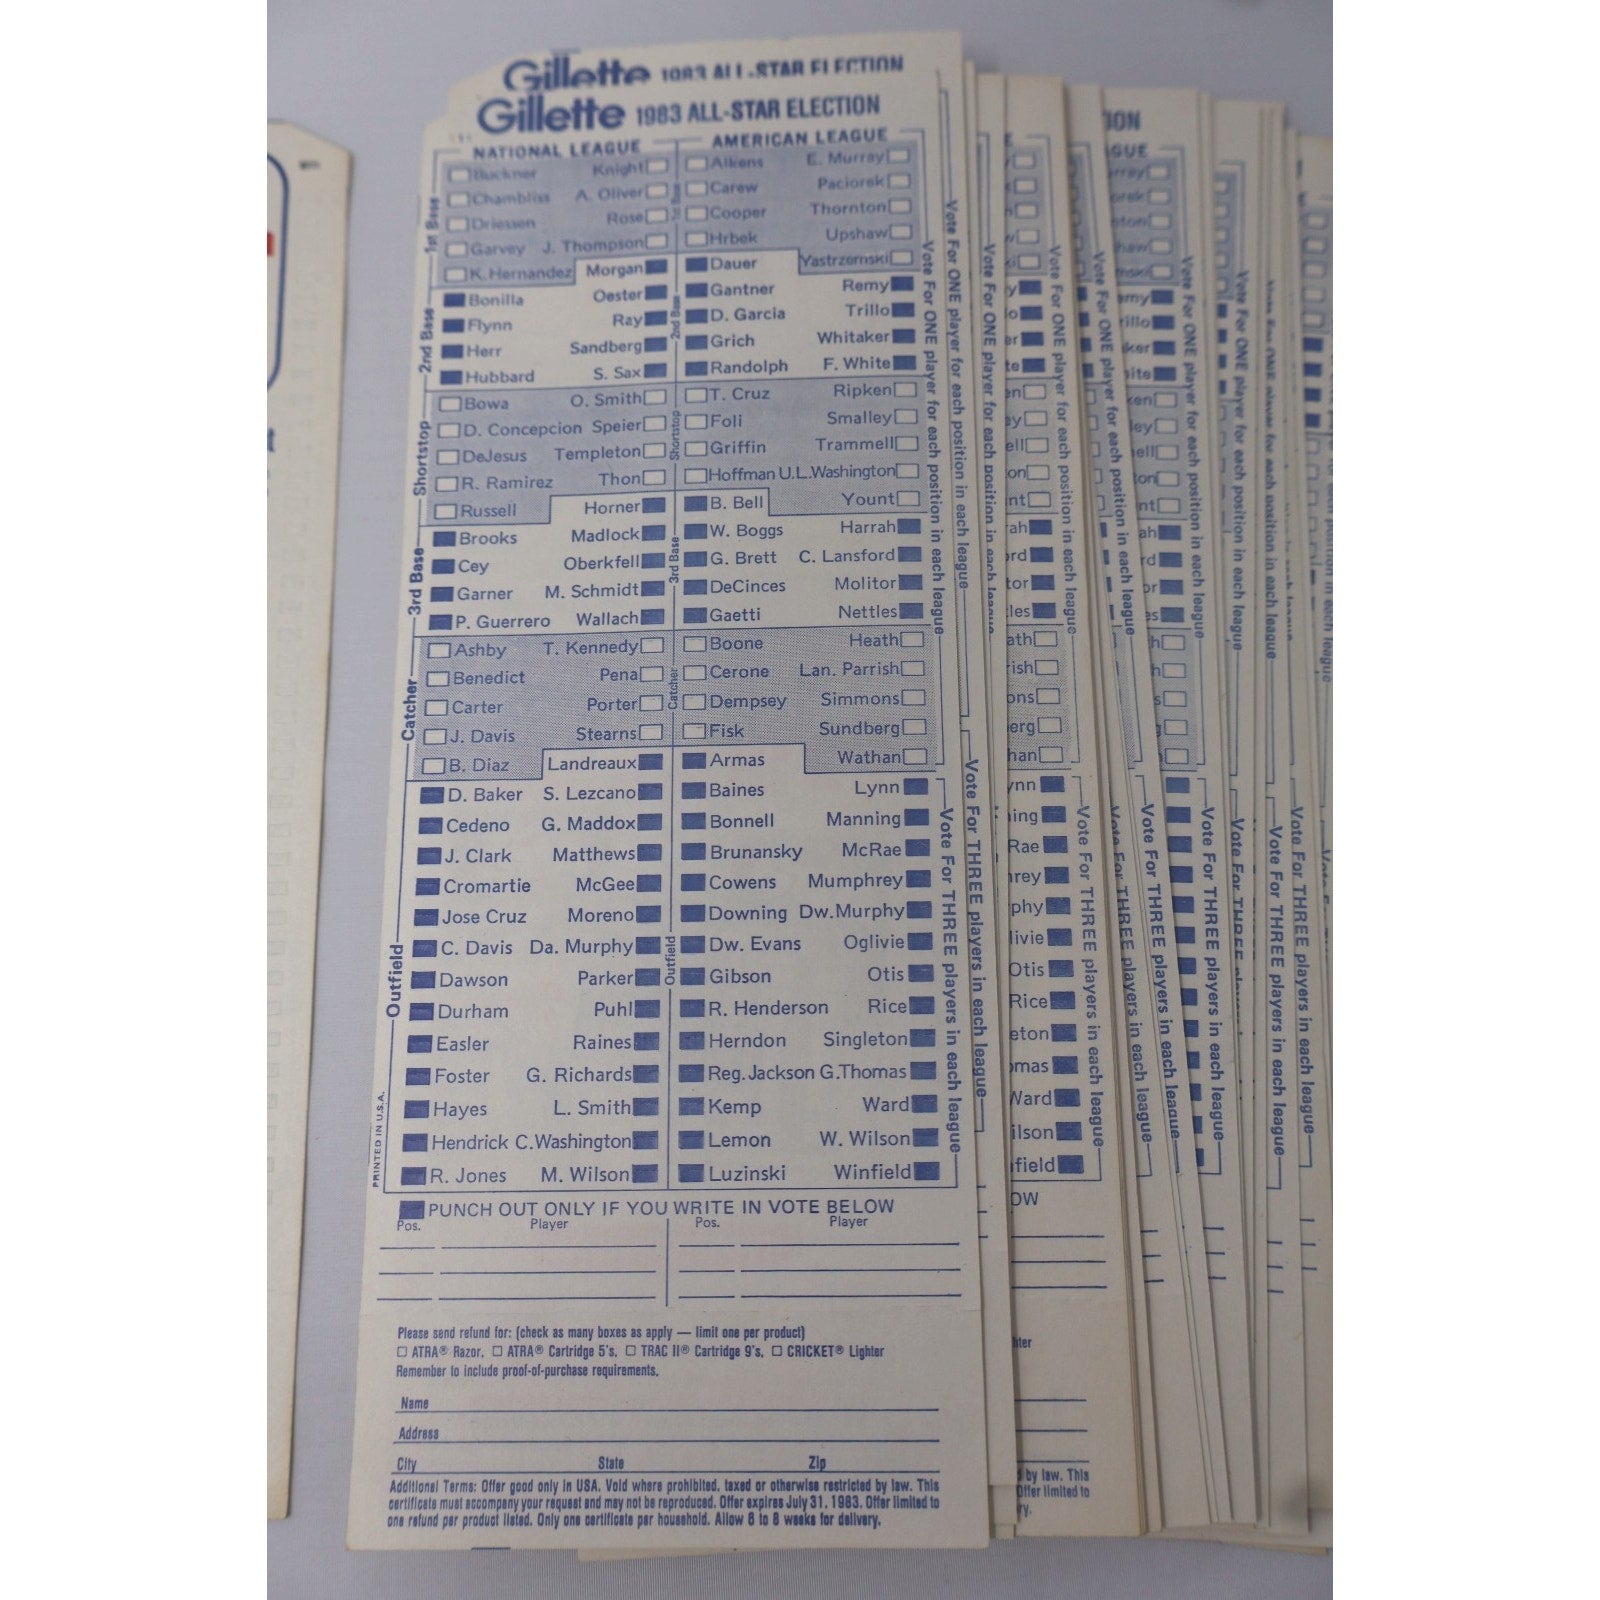 Gillette 1983 ALL-STAR ELECTION
Gillette 1983 ALL-STAR ELECTION
NATIONAL LEAGUE AMERICAN LEAGUE
1st Base
Buckner Knight Aikens E. Murray
Chambliss A. Oliver Carew Paciorek
Driessen Rose Cooper Thornton
Garvey J. Thompson Hrbek Upshaw
K. Hernandez Morgan Dauer Yastrzemski
2nd Base
Bonilla Oester Gantner Remy
Flynn Ray D. Garcia Trillo
Herr Sandberg Grich Whitaker
Hubbard S. Sax Randolph F. White
Shortstop
Bowa O. Smith T. Cruz Ripken
D. Concepcion Speier Foli Smalley
DeJesus Templeton Griffin Trammell
R. Ramirez Thon Hoffman U.L.Washington
Russell Horner B. Bell Yount
3rd Base
Brooks Madlock W. Boggs Harrah
Cey Oberkfell G. Brett C. Lansford
Garner M. Schmidt DeCinces Molitor
P. Guerrero Wallach Gaetti Nettles
Catcher
Ashby T. Kennedy Boone Heath
Benedict Pena Cerone Lan. Parrish
Carter Porter Dempsey Simmons
J. Davis Stearns Fisk Sundberg
B. Diaz Landreaux Armas Wathan
Outfield
D. Baker S. Lezcano Baines Lynn
Cedeno G. Maddox Bonnell Manning
J. Clark Matthews Brunansky McRae
Cromartie McGee Cowens Mumphrey
Jose Cruz Moreno Downing Dw.Murphy
C. Davis Da. Murphy Dw. Evans Oglivie
Dawson Parker Gibson Otis
Durham Puhl R. Henderson Rice
Easler Raines Herndon Singleton
Foster G. Richards Reg.Jackson G.Thomas
Hayes L. Smith Kemp Ward
Hendrick C.Washington Lemon W. Wilson
R. Jones M. Wilson Luzinski Winfield
Vote For ONE player for each position in each league
Vote For THREE players in each league
PRINTED IN U.S.A.
PUNCH OUT ONLY IF YOU WRITE IN VOTE BELOW
Pos. Player Pos. Player
Please send refund for: (check as many boxes as apply — limit one per product)
ATRA® Razor, ATRA® Cartridge 5's, TRAC II® Cartridge 9's, CRICKET® Lighter
Remember to include proof-of-purchase requirements.
Name
Address
City State Zip
Additional Terms: Offer good only in USA. Void where prohibited, taxed or otherwise restricted by law. This
certificate must accompany your request and may not be reproduced. Offer expires July 31, 1983. Offer limited to
one refund per product listed. Only one certificate per household. Allow 6 to 8 weeks for delivery.